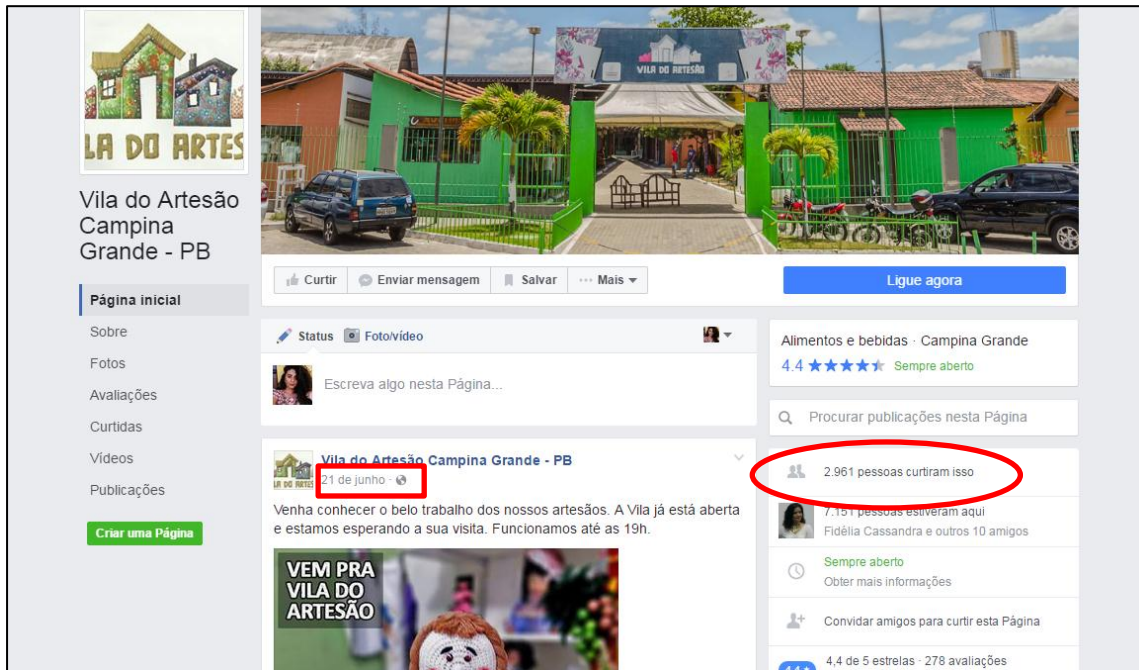 LA DO ARTES
VILA DO ARTESÃO
Vila do Artesão
Campina
Grande - PB
Curtir
Enviar mensagem
Salvar
··· Mais
Ligue agora
Página inicial
Sobre
Fotos
Avaliações
Curtidas
Vídeos
Publicações
Criar uma Página
Status
Foto/vídeo
Escreva algo nesta Página...
Vila do Artesão Campina Grande - PB
21 de junho ·
Venha conhecer o belo trabalho dos nossos artesãos. A Vila já está aberta
e estamos esperando a sua visita. Funcionamos até as 19h.
VEM PRA
VILA DO
ARTESÃO
Alimentos e bebidas · Campina Grande
4.4 ★★★★★ Sempre aberto
Procurar publicações nesta Página
2.961 pessoas curtiram isso
7.151 pessoas estiveram aqui
Fidélia Cassandra e outros 10 amigos
Sempre aberto
Obter mais informações
Convidar amigos para curtir esta Página
4,4 de 5 estrelas · 278 avaliações